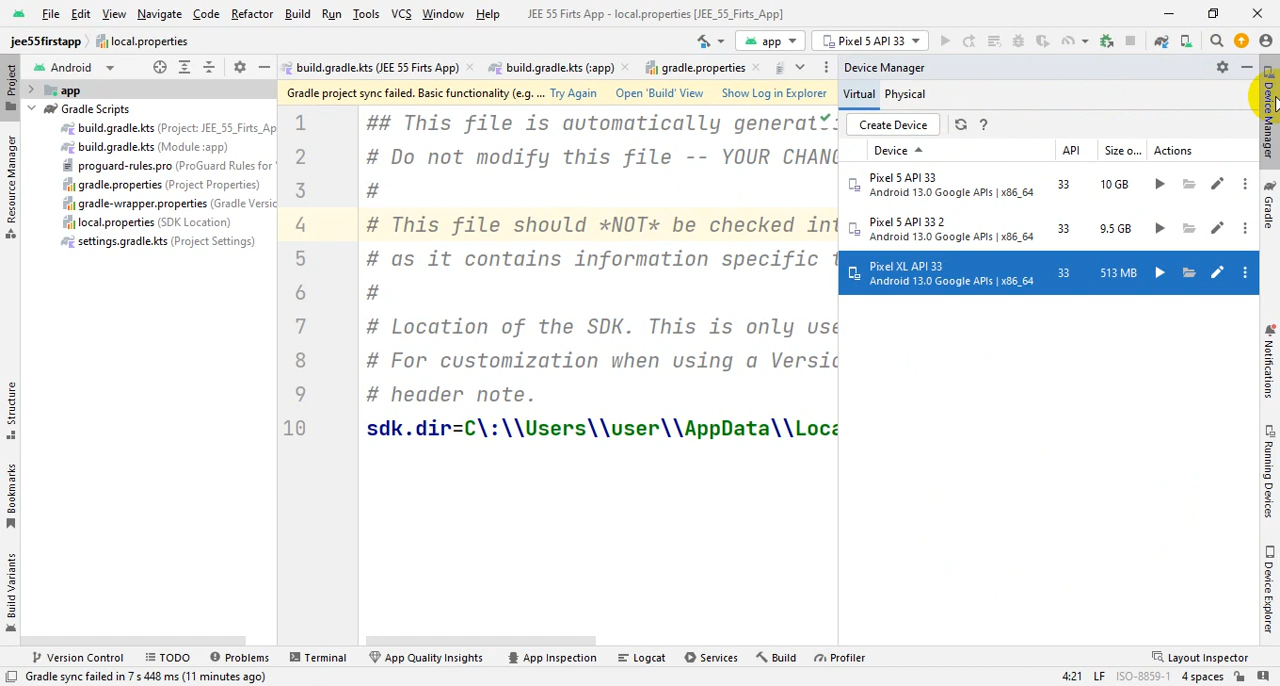 File Edit View Navigate Code Refactor Build Run Tools VCS Window Help JEE 55 Firts App - local.properties [JEE_55_Firts_App]
jee55firstapp local.properties app Pixel 5 API 33
Android build.gradle.kts (JEE 55 Firts App) build.gradle.kts (:app) gradle.properties Device Manager
Gradle project sync failed. Basic functionality (e.g. ... Try Again Open 'Build' View Show Log in Explorer
Virtual Physical
Create Device
Device API Size o... Actions
Pixel 5 API 33
Android 13.0 Google APIs | x86_64 33 10 GB
Pixel 5 API 33 2
Android 13.0 Google APIs | x86_64 33 9.5 GB
Pixel XL API 33
Android 13.0 Google APIs | x86_64 33 513 MB
app
Gradle Scripts
build.gradle.kts (Project: JEE_55_Firts_Ap
build.gradle.kts (Module :app)
proguard-rules.pro (ProGuard Rules for "
gradle.properties (Project Properties)
gradle-wrapper.properties (Gradle Versio
local.properties (SDK Location)
settings.gradle.kts (Project Settings)
1 ## This file is automatically generat
2 # Do not modify this file -- YOUR CHAN
3 #
4 # This file should *NOT* be checked int
5 # as it contains information specific t
6 #
7 # Location of the SDK. This is only use
8 # For customization when using a Versio
9 # header note.
10 sdk.dir=C\:\\Users\\user\\AppData\\Loca
Project
Resource Manager
Structure
Bookmarks
Build Variants
Device Manager
Gradle
Notifications
Running Devices
Device Explorer
Version Control TODO Problems Terminal App Quality Insights App Inspection Logcat Services Build Profiler Layout Inspector
Gradle sync failed in 7 s 448 ms (11 minutes ago) 4:21 LF ISO-8859-1 4 spaces